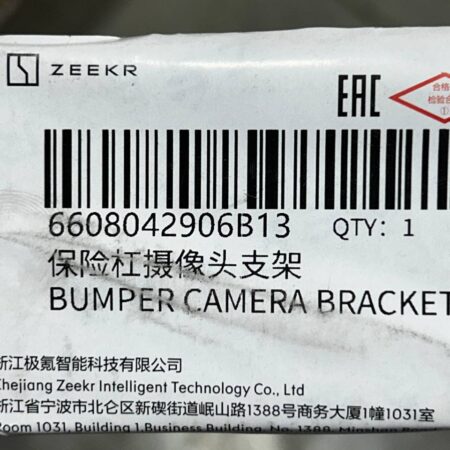 ZEEKR
EAC
合格
检验合
①
6608042906B13 QTY: 1
保险杠摄像头支架
BUMPER CAMERA BRACKET
浙江极氪智能科技有限公司
Zhejiang Zeekr Intelligent Technology Co., Ltd
浙江省宁波市北仑区新碶街道岷山路1388号商务大厦1幢1031室
Room 1031, Building 1 Business Building, No. 1388, Minshan